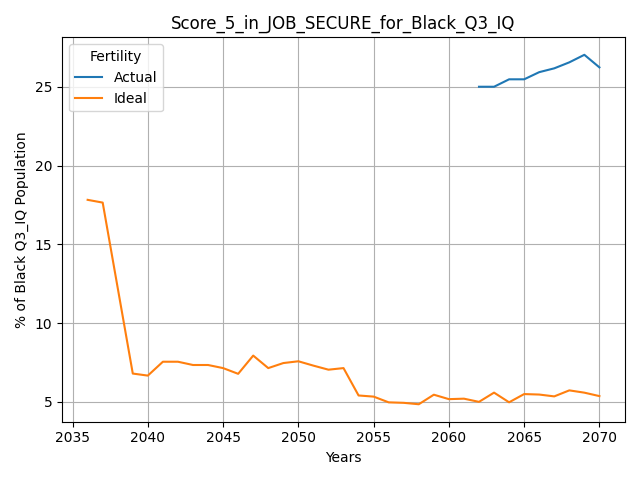 Score_5_in_JOB_SECURE_for_Black_Q3_IQ
Fertility
Actual
Ideal
% of Black Q3_IQ Population
25
20
15
10
5
2035 2040 2045 2050 2055 2060 2065 2070
Years